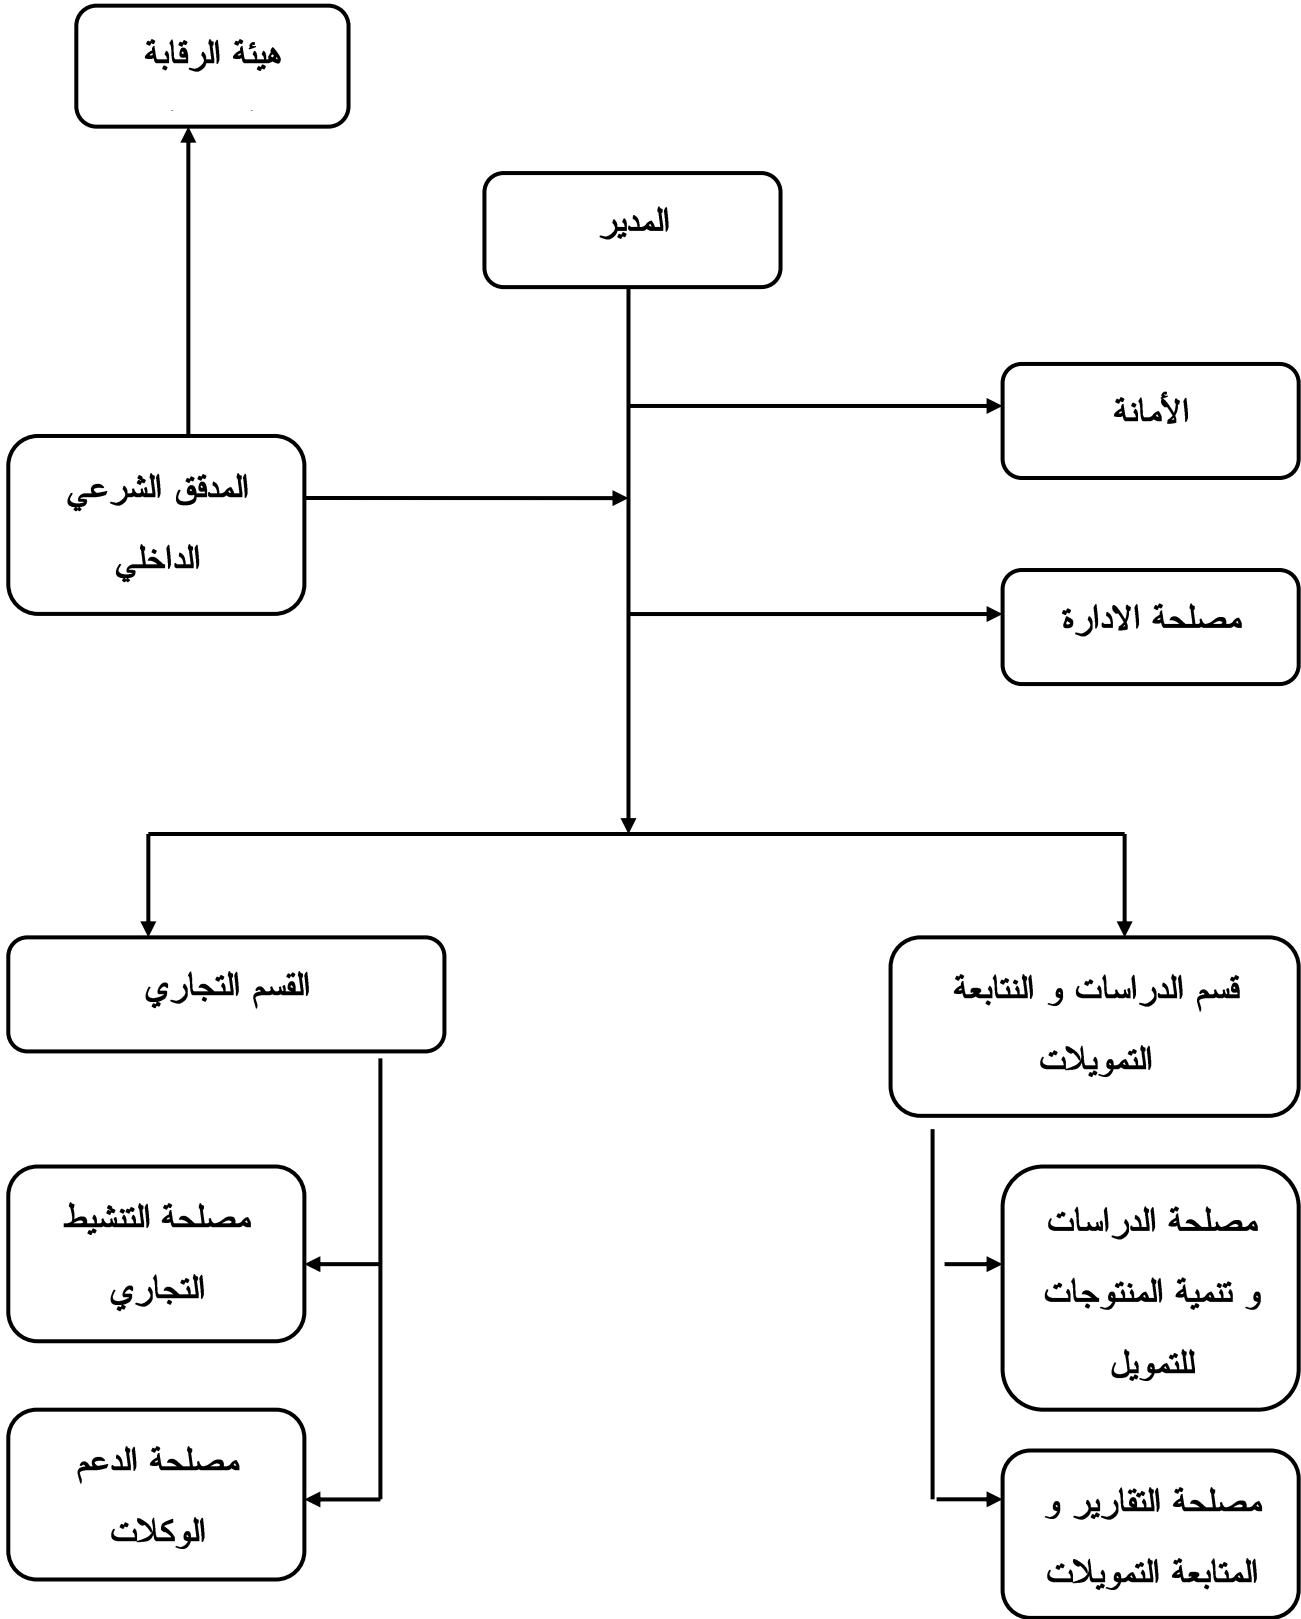 هيئة الرقابة
المدير
الأمانة
المدقق الشرعي
الداخلي
مصلحة الادارة
القسم التجاري
قسم الدراسات و النتابعة
التمويلات
مصلحة التنشيط
التجاري
مصلحة الدراسات
و تنمية المنتوجات
للتمويل
مصلحة الدعم
الوكلات
مصلحة التقارير و
المتابعة التمويلات